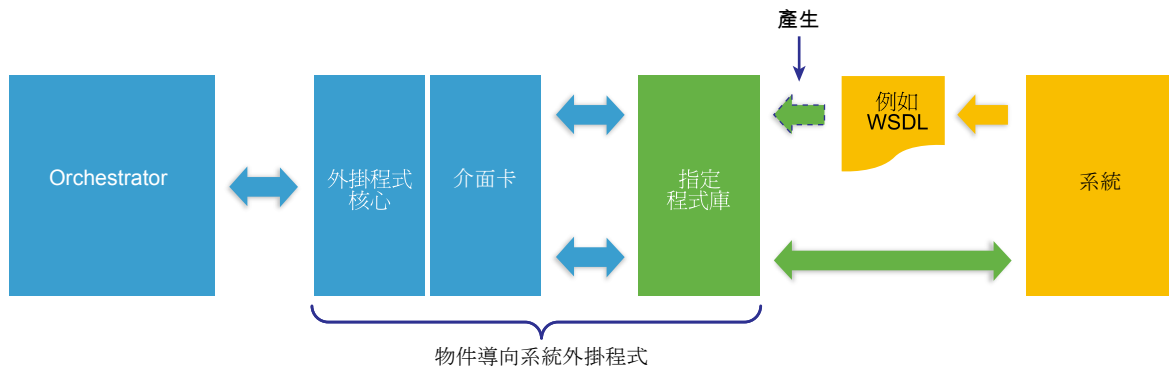 產生
Orchestrator
外掛程式
核心
介面卡
指定
程式庫
例如
WSDL
系統
物件導向系統外掛程式